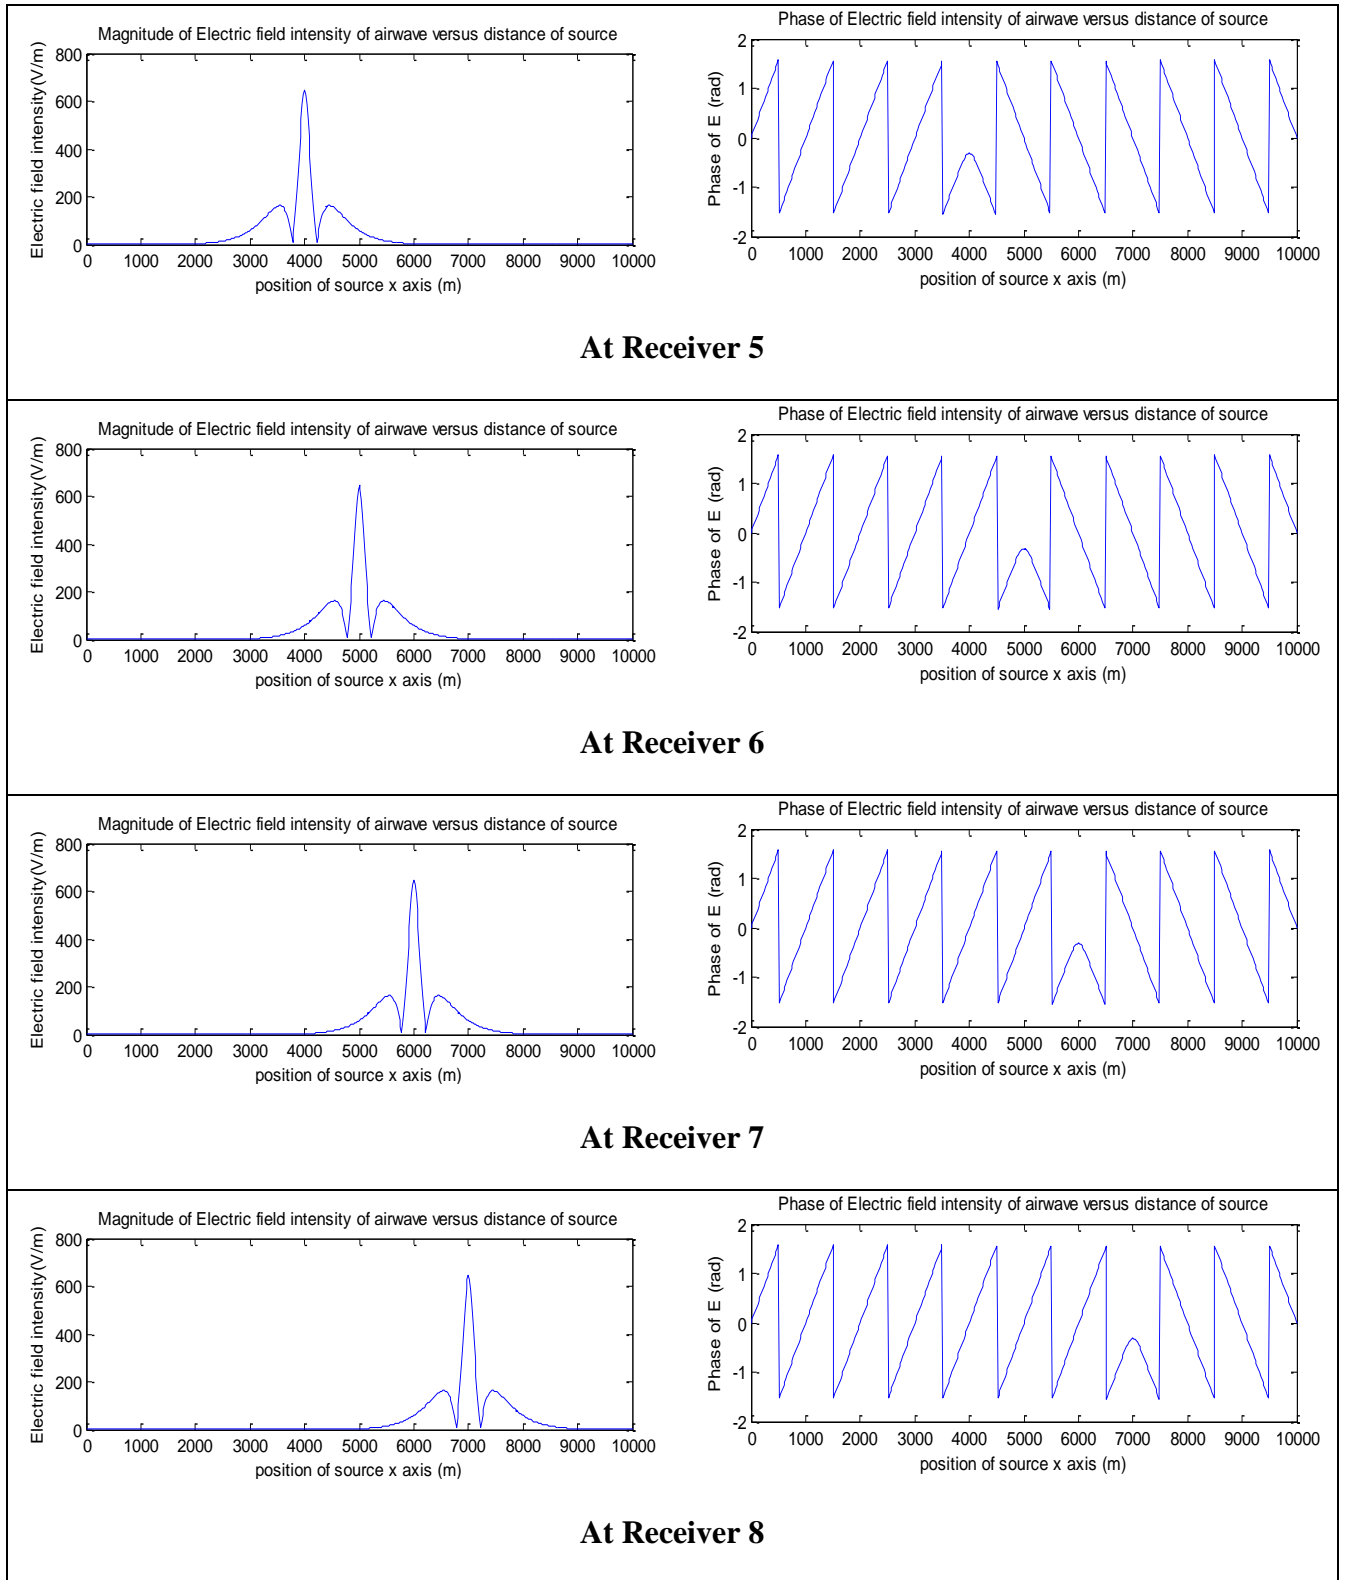 Magnitude of Electric field intensity of airwave versus distance of source
Electric field intensity(V/m)
800
600
400
200
0
0 1000 2000 3000 4000 5000 6000 7000 8000 9000 10000
position of source x axis (m)
Phase of Electric field intensity of airwave versus distance of source
Phase of E (rad)
2
1
0
-1
-2
0 1000 2000 3000 4000 5000 6000 7000 8000 9000 10000
position of source x axis (m)
At Receiver 5
Magnitude of Electric field intensity of airwave versus distance of source
Electric field intensity(V/m)
800
600
400
200
0
0 1000 2000 3000 4000 5000 6000 7000 8000 9000 10000
position of source x axis (m)
Phase of Electric field intensity of airwave versus distance of source
Phase of E (rad)
2
1
0
-1
-2
0 1000 2000 3000 4000 5000 6000 7000 8000 9000 10000
position of source x axis (m)
At Receiver 6
Magnitude of Electric field intensity of airwave versus distance of source
Electric field intensity(V/m)
800
600
400
200
0
0 1000 2000 3000 4000 5000 6000 7000 8000 9000 10000
position of source x axis (m)
Phase of Electric field intensity of airwave versus distance of source
Phase of E (rad)
2
1
0
-1
-2
0 1000 2000 3000 4000 5000 6000 7000 8000 9000 10000
position of source x axis (m)
At Receiver 7
Magnitude of Electric field intensity of airwave versus distance of source
Electric field intensity(V/m)
800
600
400
200
0
0 1000 2000 3000 4000 5000 6000 7000 8000 9000 10000
position of source x axis (m)
Phase of Electric field intensity of airwave versus distance of source
Phase of E (rad)
2
1
0
-1
-2
0 1000 2000 3000 4000 5000 6000 7000 8000 9000 10000
position of source x axis (m)
At Receiver 8